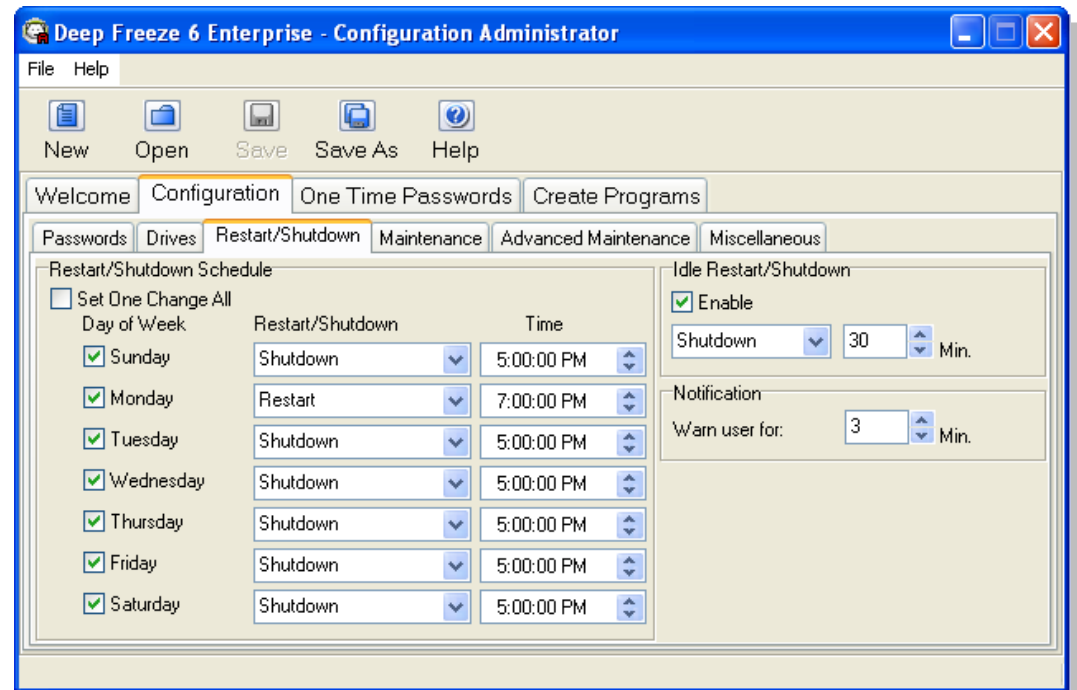 Deep Freeze 6 Enterprise - Configuration Administrator
File Help
New Open Save Save As Help
Welcome Configuration One Time Passwords Create Programs
Passwords Drives Restart/Shutdown Maintenance Advanced Maintenance Miscellaneous
Restart/Shutdown Schedule
Set One Change All
Day of Week Restart/Shutdown Time
Sunday Shutdown 5:00:00 PM
Monday Restart 7:00:00 PM
Tuesday Shutdown 5:00:00 PM
Wednesday Shutdown 5:00:00 PM
Thursday Shutdown 5:00:00 PM
Friday Shutdown 5:00:00 PM
Saturday Shutdown 5:00:00 PM
Idle Restart/Shutdown
Enable
Shutdown 30 Min.
Notification
Warn user for: 3 Min.